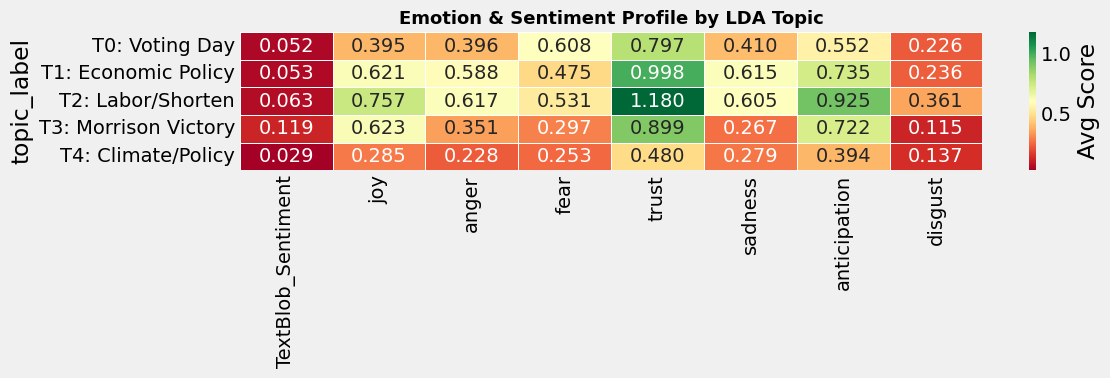 Emotion & Sentiment Profile by LDA Topic
topic_label
T0: Voting Day 0.052 0.395 0.396 0.608 0.797 0.410 0.552 0.226
T1: Economic Policy 0.053 0.621 0.588 0.475 0.998 0.615 0.735 0.236
T2: Labor/Shorten 0.063 0.757 0.617 0.531 1.180 0.605 0.925 0.361
T3: Morrison Victory 0.119 0.623 0.351 0.297 0.899 0.267 0.722 0.115
T4: Climate/Policy 0.029 0.285 0.228 0.253 0.480 0.279 0.394 0.137
TextBlob_Sentiment joy anger fear trust sadness anticipation disgust
1.0
0.5
Avg Score